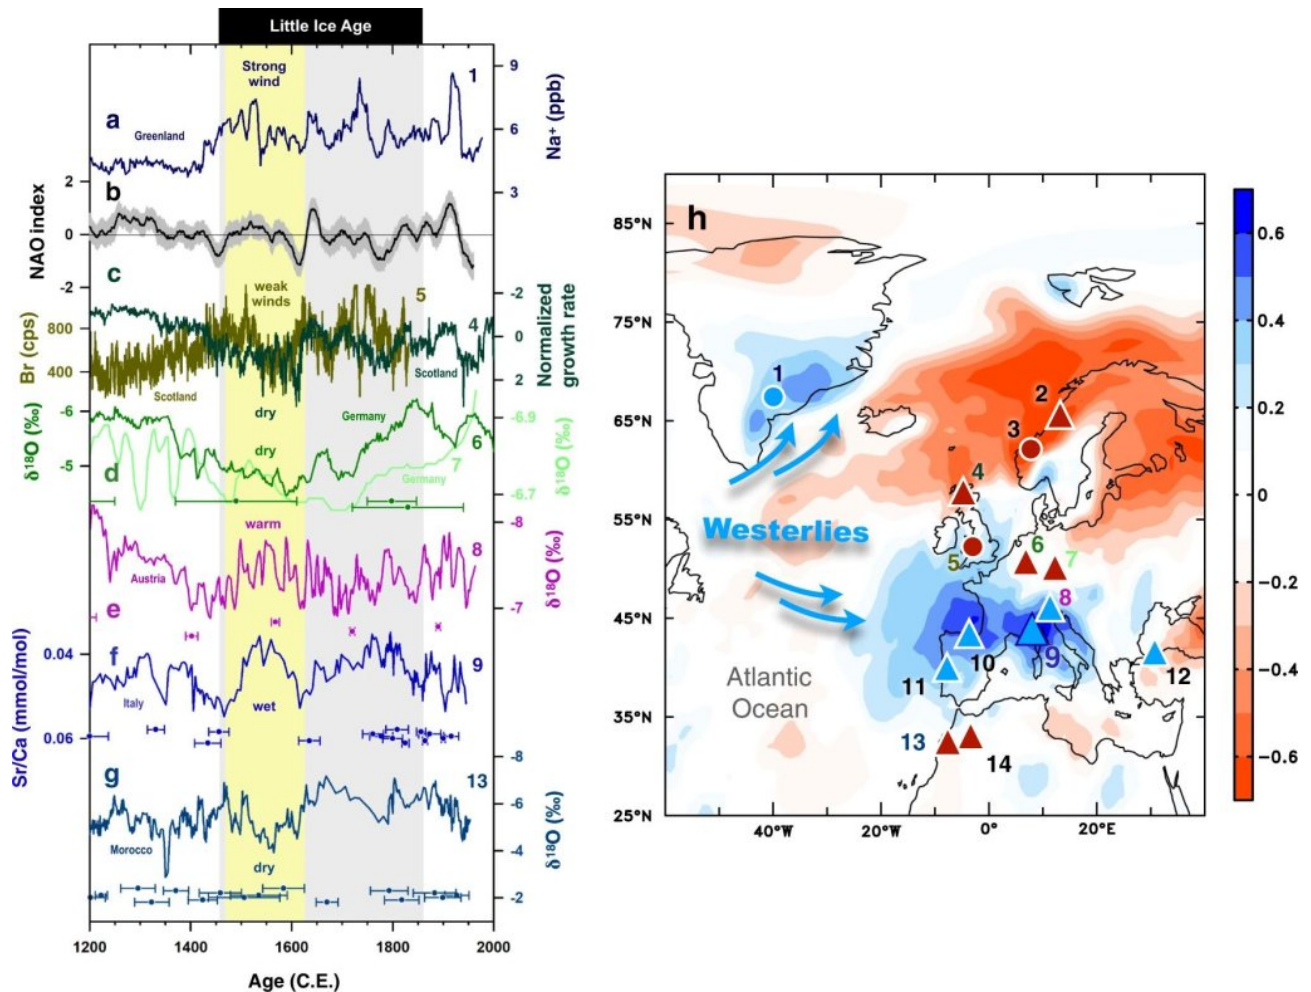 Little Ice Age
Strong
wind
1
9
a
Greenland
6
Na⁺ (ppb)
3
2
b
0
NAO index
-2
c
weak
winds
5
-2
800
4
0
Br (cps)
400
Scotland
Scotland
2
Normalized
growth rate
-6
dry
Germany
-6.9
δ¹⁸O (‰)
-5
dry
6
7
d
Germany
-6.7
δ¹⁸O (‰)
-8
warm
8
Austria
e
-7
δ¹⁸O (‰)
0.04
f
9
Italy
wet
0.06
Sr/Ca (mmol/mol)
-8
g
13
-6
Morocco
-4
δ¹⁸O (‰)
dry
-2
1200
1400
1600
1800
2000
Age (C.E.)
h
85°N
75°N
65°N
55°N
45°N
35°N
25°N
40°W
20°W
0°
20°E
1
2
3
4
5
6
7
8
9
10
11
12
13
14
Westerlies
Atlantic
Ocean
0.6
0.4
0.2
0
−0.2
−0.4
−0.6